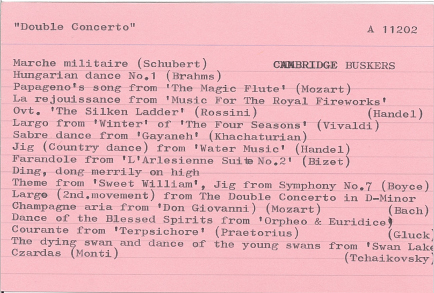 "Double Concerto" A 11202
Marche militaire (Schubert) CAMBRIDGE BUSKERS
Hungarian dance No.1 (Brahms)
Papageno's song from 'The Magic Flute' (Mozart)
La rejouissance from 'Music For The Royal Fireworks'
Ovt. 'The Silken Ladder' (Rossini) (Handel)
Largo from 'Winter' of 'The Four Seasons' (Vivaldi)
Sabre dance from 'Gayaneh' (Khachaturian)
Jig (Country dance) from 'Water Music' (Handel)
Farandole from 'L'Arlesienne Suite No.2' (Bizet)
Ding, dong merrily on high
Theme from 'Sweet William', Jig from Symphony No.7 (Boyce)
Largo (2nd.movement) from The Double Concerto in D-Minor
Champagne aria from 'Don Giovanni) (Mozart) (Bach)
Dance of the Blessed Spirits from 'Orpheo & Euridice)
Courante from 'Terpsichore' (Praetorius) (Gluck)
The dying swan and dance of the young swans from 'Swan Lake
Czardas (Monti) (Tchaikovsky)